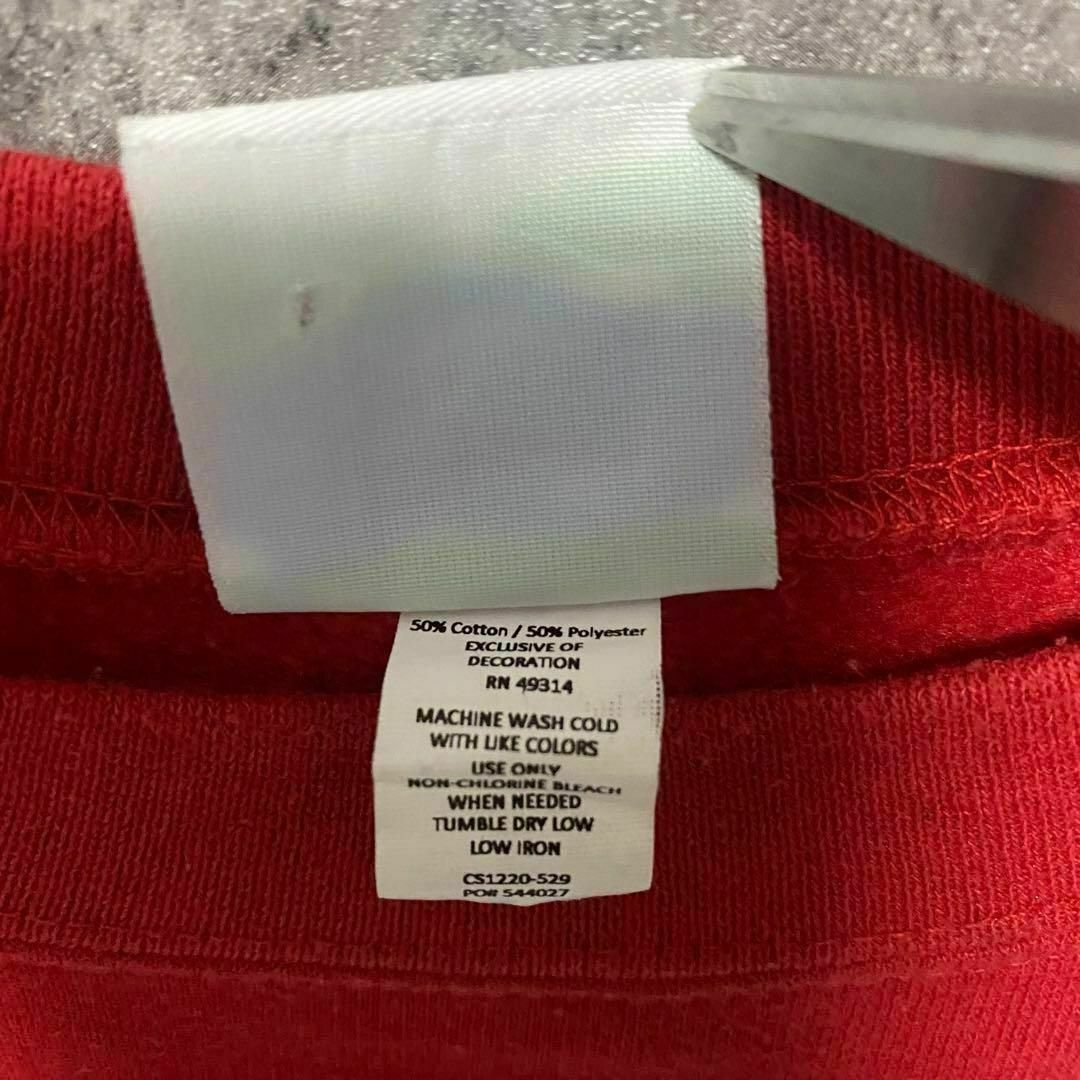 50% Cotton / 50% Polyester
EXCLUSIVE OF
DECORATION
RN 49314
MACHINE WASH COLD
WITH LIKE COLORS
USE ONLY
NON-CHLORINE BLEACH
WHEN NEEDED
TUMBLE DRY LOW
LOW IRON
CS1220-529
PO# 544027